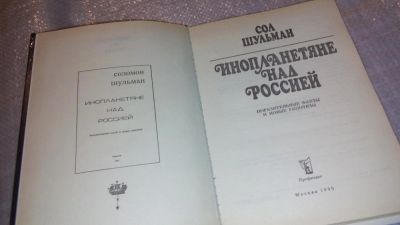 СОЛОМОН
ШУЛЬМАН
ИНОПЛАНЕТЯНЕ
НАД
РОССИЕЙ
СОЛ
ШУЛЬМАН
ИНОПЛАНЕТЯНЕ
НАД
РОССИЕЙ
ПОРАЗИТЕЛЬНЫЕ ФАКТЫ
И НОВЫЕ ГИПОТЕЗЫ
Москва